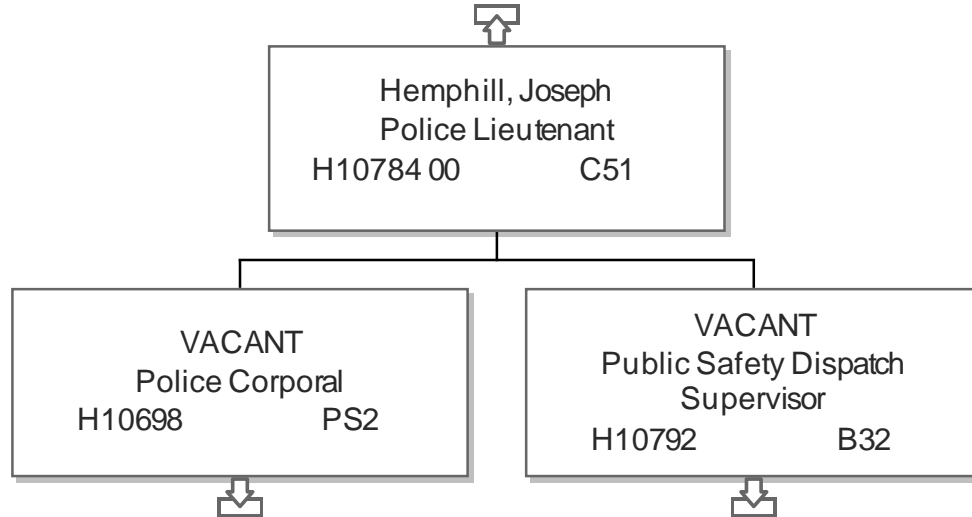 Hemphill, Joseph
Police Lieutenant
H10784 00 C51
VACANT
Police Corporal
H10698 PS2
VACANT
Public Safety Dispatch
Supervisor
H10792 B32